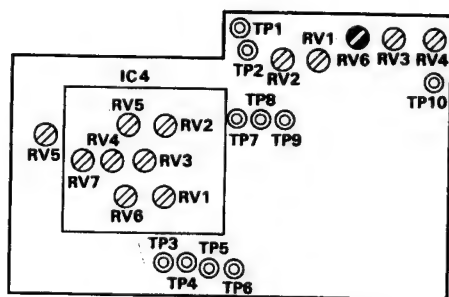 TP1
RV1
TP2
RV2
RV6
RV3
RV4
IC4
TP10
RV5
RV2
TP8
RV5
RV4
TP7
TP9
RV7
RV3
RV6
RV1
TP3
TP5
TP4
TP6